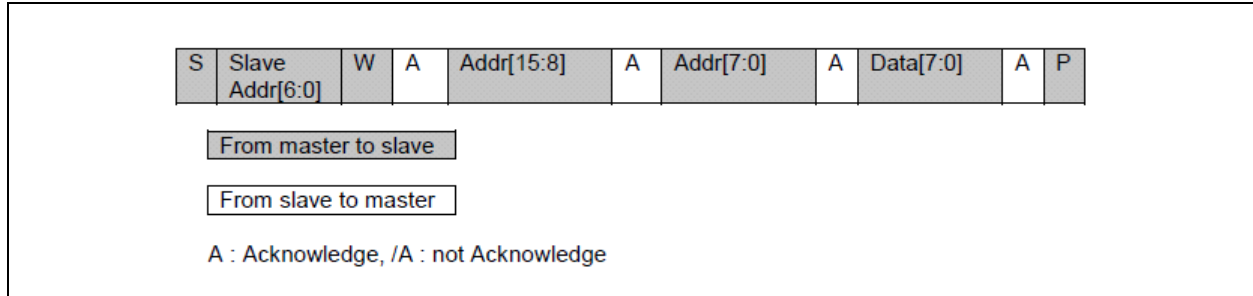 S Slave W A Addr[15:8] A Addr[7:0] A Data[7:0] A P
Addr[6:0]
From master to slave
From slave to master
A : Acknowledge, /A : not Acknowledge